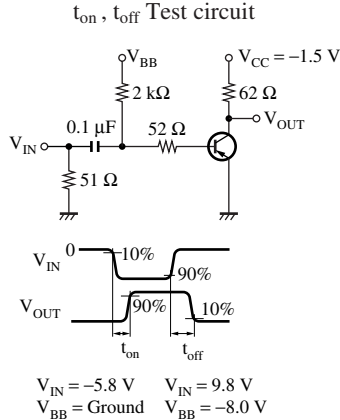 t_on , t_off Test circuit
V_BB
V_CC = –1.5 V
2 kΩ
62 Ω
V_OUT
0.1 μF
52 Ω
V_IN
51 Ω
0
10%
V_IN
90%
V_OUT
90%
10%
t_on
t_off
V_IN = –5.8 V
V_IN = 9.8 V
V_BB = Ground
V_BB = –8.0 V